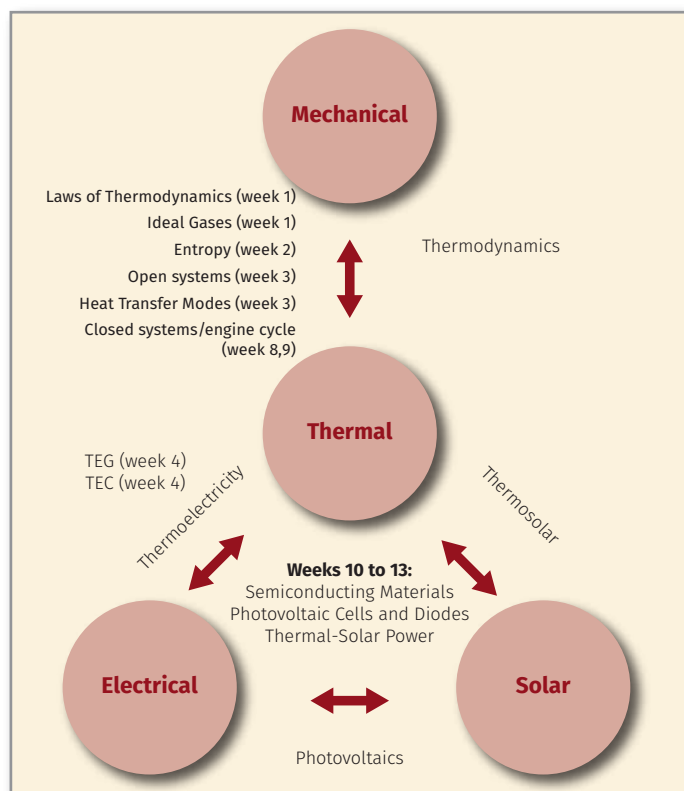 Mechanical
Laws of Thermodynamics (week 1)
Ideal Gases (week 1)
Entropy (week 2)
Open systems (week 3)
Heat Transfer Modes (week 3)
Closed systems/engine cycle
(week 8,9)
Thermodynamics
Thermal
TEG (week 4)
TEC (week 4)
Thermoelectricity
Thermosolar
Weeks 10 to 13:
Semiconducting Materials
Photovoltaic Cells and Diodes
Thermal-Solar Power
Electrical
Solar
Photovoltaics